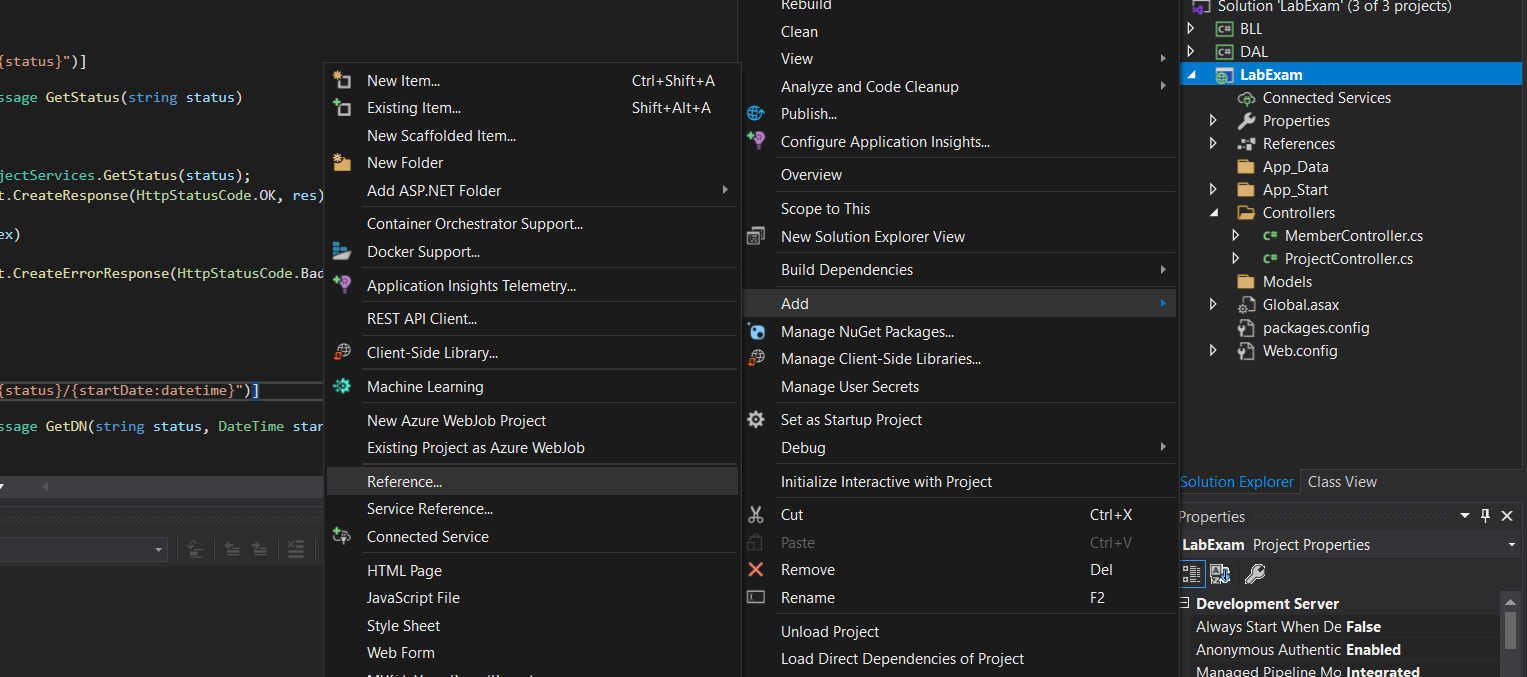 {status}")]
ssage GetStatus(string status)
jectServices.GetStatus(status);
t.CreateResponse(HttpStatusCode.OK, res)
ex)
t.CreateErrorResponse(HttpStatusCode.Bad
{status}/{startDate:datetime}")]
ssage GetDN(string status, DateTime star
New Item... Ctrl+Shift+A
Existing Item... Shift+Alt+A
New Scaffolded Item...
New Folder
Add ASP.NET Folder
Container Orchestrator Support...
Docker Support...
Application Insights Telemetry...
REST API Client...
Client-Side Library...
Machine Learning
New Azure WebJob Project
Existing Project as Azure WebJob
Reference...
Service Reference...
Connected Service
HTML Page
JavaScript File
Style Sheet
Web Form
Rebuild
Clean
View
Analyze and Code Cleanup
Publish...
Configure Application Insights...
Overview
Scope to This
New Solution Explorer View
Build Dependencies
Add
Manage NuGet Packages...
Manage Client-Side Libraries...
Manage User Secrets
Set as Startup Project
Debug
Initialize Interactive with Project
Cut Ctrl+X
Paste Ctrl+V
Remove Del
Rename F2
Unload Project
Load Direct Dependencies of Project
Solution 'LabExam' (3 of 3 projects)
C# BLL
C# DAL
LabExam
Connected Services
Properties
References
App_Data
App_Start
Controllers
C# MemberController.cs
C# ProjectController.cs
Models
Global.asax
packages.config
Web.config
Solution Explorer Class View
Properties
LabExam Project Properties
Development Server
Always Start When De False
Anonymous Authentic Enabled
Managed Pipeline Mo Integrated